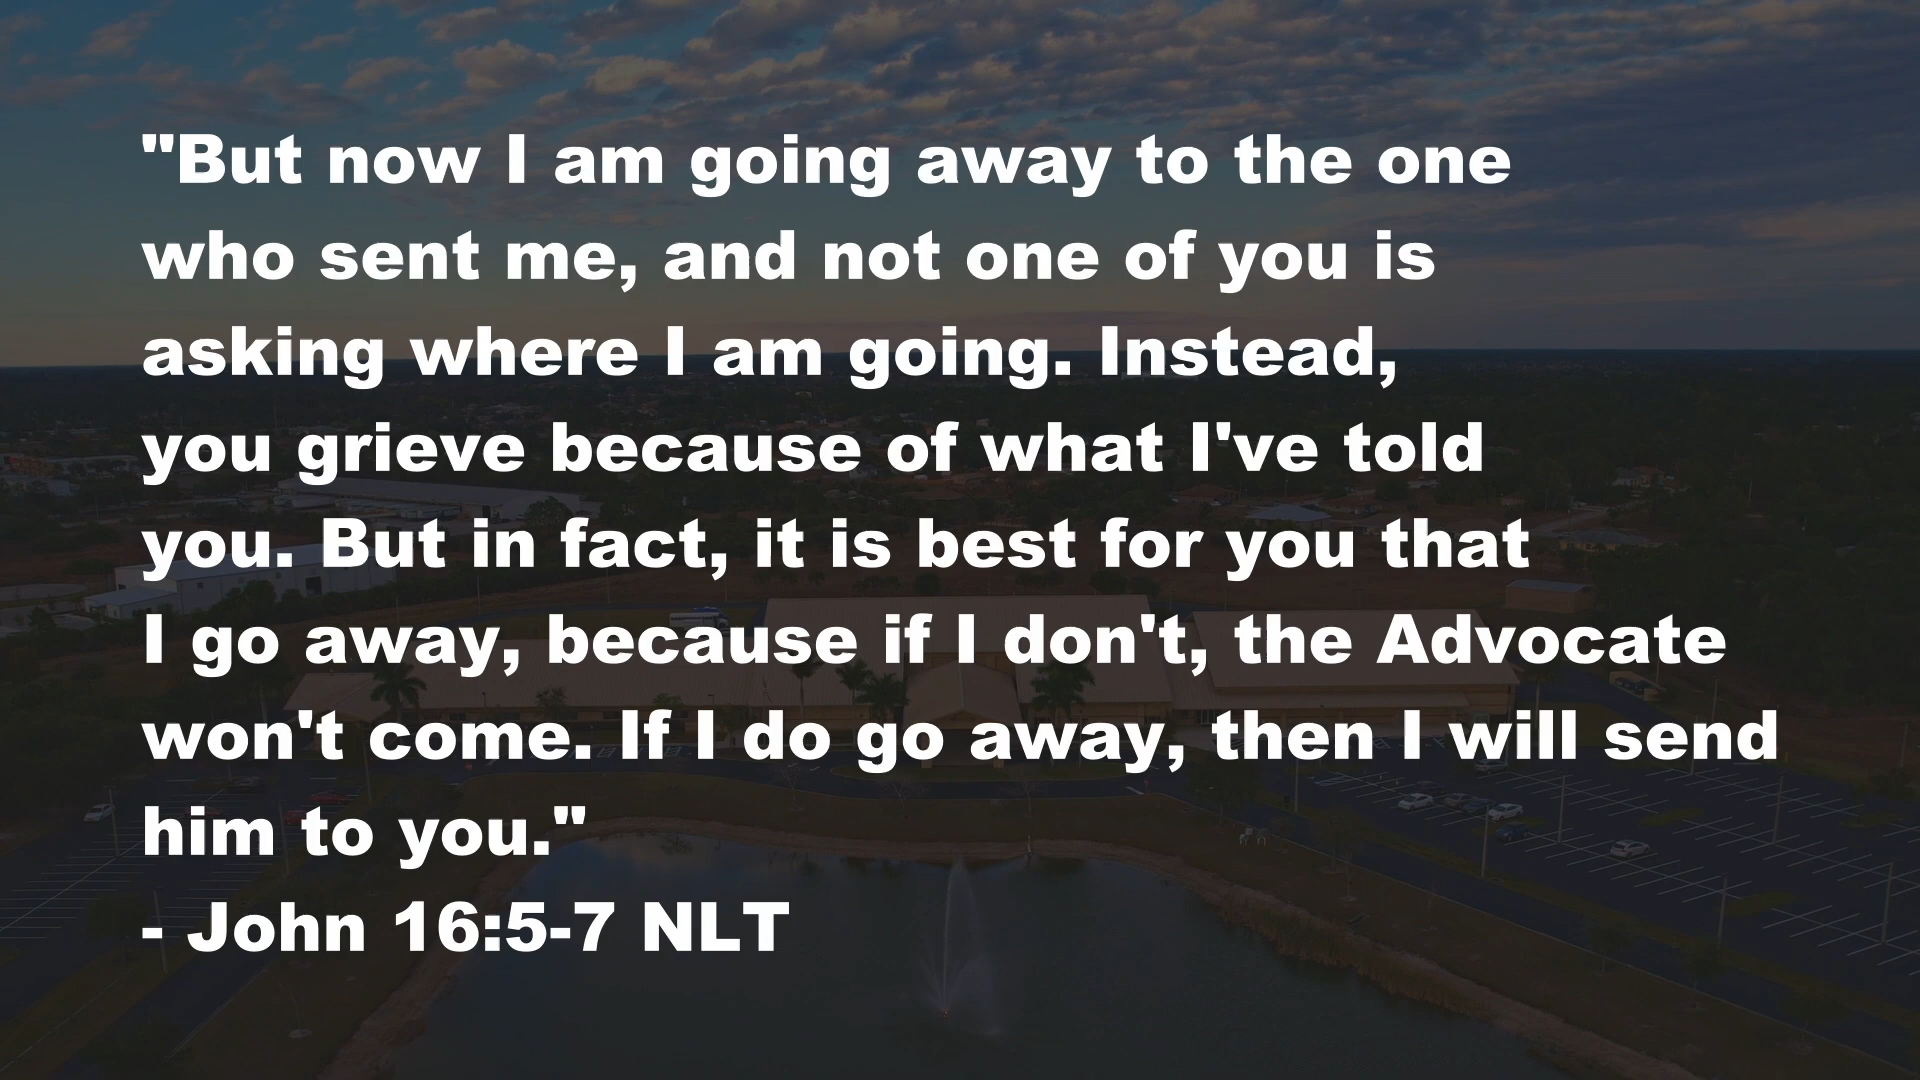 "But now I am going away to the one
who sent me, and not one of you is
asking where I am going. Instead,
you grieve because of what I've told
you. But in fact, it is best for you that
I go away, because if I don't, the Advocate
won't come. If I do go away, then I will send
him to you."
- John 16:5-7 NLT